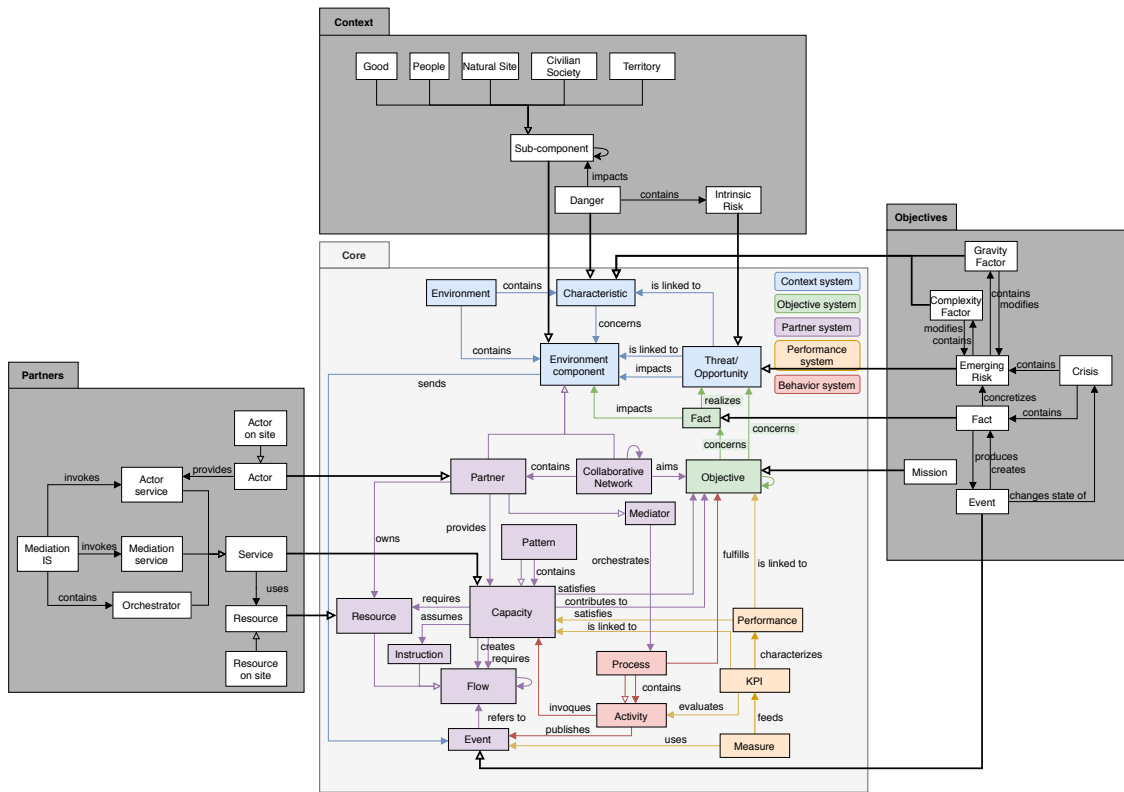 Context
Good
People
Natural Site
Civilian
Society
Territory
Sub-component
impacts
Danger
contains
Intrinsic
Risk
Objectives
Gravity
Factor
Complexity
Factor
contains
modifies
modifies
contains
Emerging
Risk
contains
Crisis
concretizes
Fact
contains
produces
creates
Mission
Event
changes state of
Core
Environment
contains
Characteristic
is linked to
Context system
Objective system
Partner system
Performance
system
Behavior system
concerns
contains
Environment
component
is linked to
impacts
Threat/
Opportunity
sends
realizes
impacts
Fact
concerns
concerns
Partner
contains
Collaborative
Network
aims
Objective
Mediator
provides
owns
Pattern
orchestrates
fulfills
contains
is linked to
satisfies
contributes to
satisfies
is linked to
requires
Capacity
Resource
assumes
Performance
Instruction
creates
requires
characterizes
Process
contains
KPI
Flow
invoques
Activity
evaluates
refers to
feeds
publishes
Event
uses
Measure
Partners
Actor
on site
invokes
provides
Actor
service
Actor
Mediation
IS
invokes
Mediation
service
Service
contains
Orchestrator
uses
Resource
Resource
on site